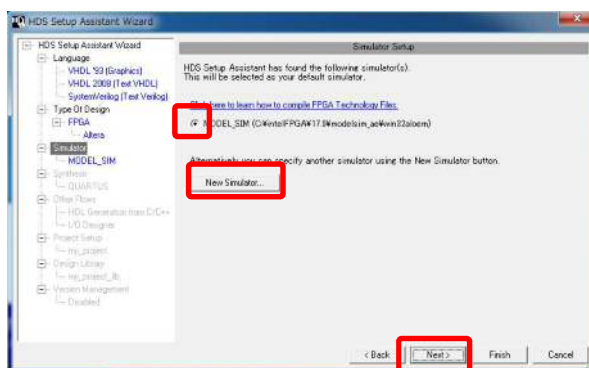 HDS Setup Assistant Wizard
HDS Setup Assistant Wizard
Language
VHDL '93 (Graphics)
VHDL 2008 (Text VHDL)
SystemVerilog (Text Verilog)
Type Of Design
FPGA
Altera
Simulator
MODEL_SIM
Synthesis
QUARTUS
Other Flows
HDL Generation from C/C++
I/O Designer
Project Setup
my_project
Design Library
my_project_lib
Version Management
Disabled
Simulator Setup
HDS Setup Assistant has found the following simulator(s).
This will be selected as your default simulator.
Click here to learn how to compile FPGA Technology Files.
MODEL_SIM (C:¥intelFPGA¥17.1¥modelsim_ae¥win32aloem)
Alternatively you can specify another simulator using the New Simulator button.
New Simulator...
< Back
Next >
Finish
Cancel